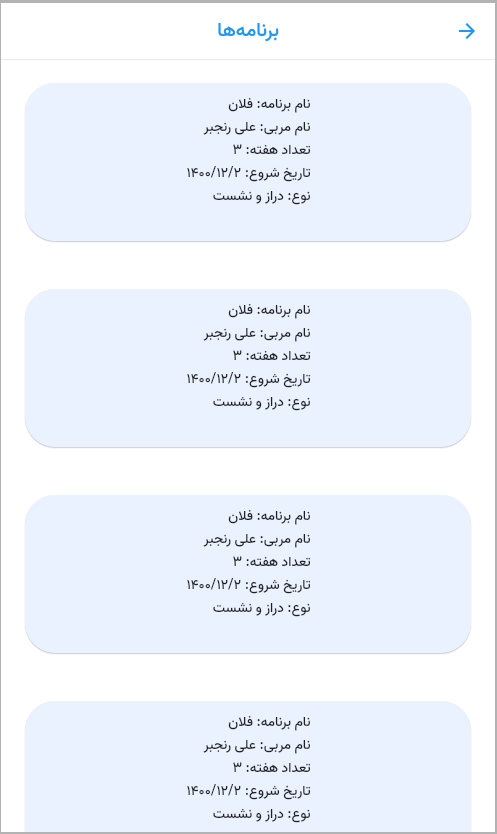 برنامه‌ها
نام برنامه: فلان
نام مربی: علی رنجبر
تعداد هفته: ۳
تاریخ شروع: ۱۴۰۰/۱۲/۲
نوع: دراز و نشست
نام برنامه: فلان
نام مربی: علی رنجبر
تعداد هفته: ۳
تاریخ شروع: ۱۴۰۰/۱۲/۲
نوع: دراز و نشست
نام برنامه: فلان
نام مربی: علی رنجبر
تعداد هفته: ۳
تاریخ شروع: ۱۴۰۰/۱۲/۲
نوع: دراز و نشست
نام برنامه: فلان
نام مربی: علی رنجبر
تعداد هفته: ۳
تاریخ شروع: ۱۴۰۰/۱۲/۲
نوع: دراز و نشست